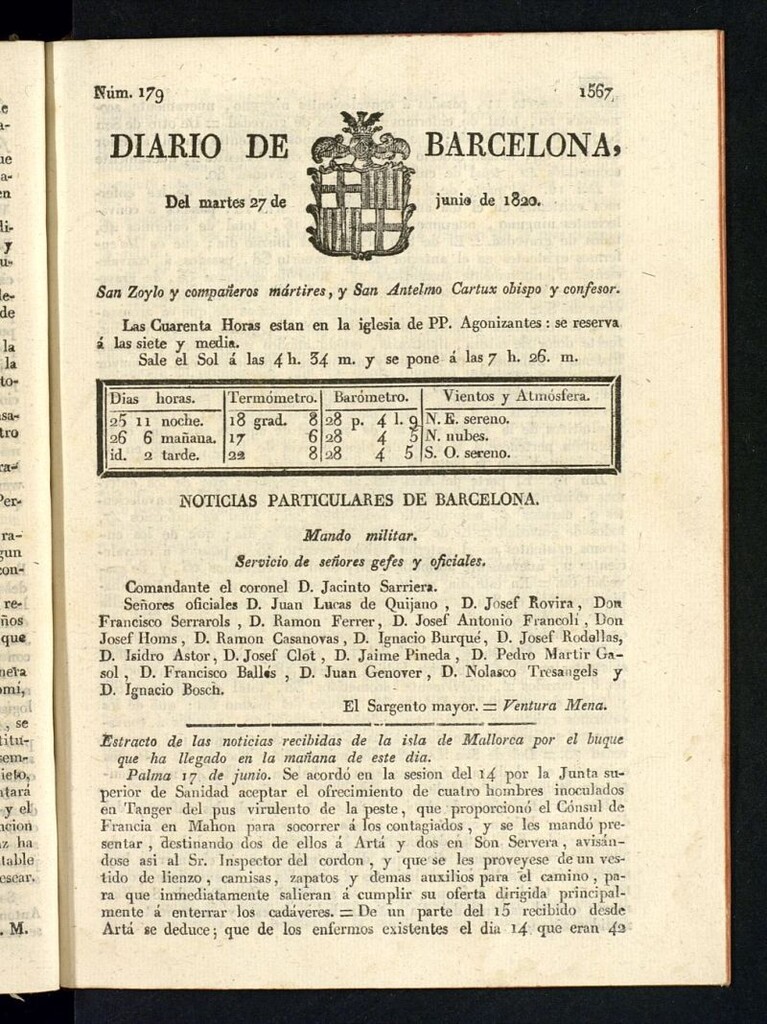 Núm. 179
1567
DIARIO DE BARCELONA,
Del martes 27 de junio de 1820.
San Zoylo y compañeros mártires, y San Antelmo Cartux obispo y confesor.
Las Cuarenta Horas estan en la iglesia de PP. Agonizantes: se reserva
á las siete y media.
Sale el Sol á las 4 h. 34 m. y se pone á las 7 h. 26. m.
Dias horas. Termómetro. Barómetro. Vientos y Atmósfera.
25 11 noche. 18 grad. 8 28 p. 4 l. 9 N. E. sereno.
26 6 mañana. 17 6 28 4 5 N. nubes.
id. 2 tarde. 22 8 28 4 5 S. O. sereno.
NOTICIAS PARTICULARES DE BARCELONA.
Mando militar.
Servicio de señores gefes y oficiales.
Comandante el coronel D. Jacinto Sarriera.
Señores oficiales D. Juan Lucas de Quijano, D. Josef Rovira, Don
Francisco Serrarols, D. Ramon Ferrer, D. Josef Antonio Francolí, Don
Josef Homs, D. Ramon Casanovas, D. Ignacio Burqué, D. Josef Rodellas,
D. Isidro Astor, D. Josef Clot, D. Jaime Pineda, D. Pedro Martir Ga-
sol, D. Francisco Ballés, D. Juan Genover, D. Nolasco Tresangels y
D. Ignacio Bosch.
El Sargento mayor. = Ventura Mena.
Estracto de las noticias recibidas de la isla de Mallorca por el buque
que ha llegado en la mañana de este dia.
Palma 17 de junio. Se acordó en la sesion del 14 por la Junta su-
perior de Sanidad aceptar el ofrecimiento de cuatro hombres inoculados
en Tanger del pus virulento de la peste, que proporcionó el Cónsul de
Francia en Mahon para socorrer á los contagiados, y se les mandó pre-
sentar, destinando dos de ellos á Artá y dos en Son Servera, avisán-
dose asi al Sr. Inspector del cordon, y que se les proveyese de un ves-
tido de lienzo, camisas, zapatos y demas auxilios para el camino, pa-
ra que inmediatamente salieran á cumplir su oferta dirigida principal-
mente á enterrar los cadáveres. = De un parte del 15 recibido desde
Artá se deduce; que de los enfermos existentes el dia 14 que eran 42